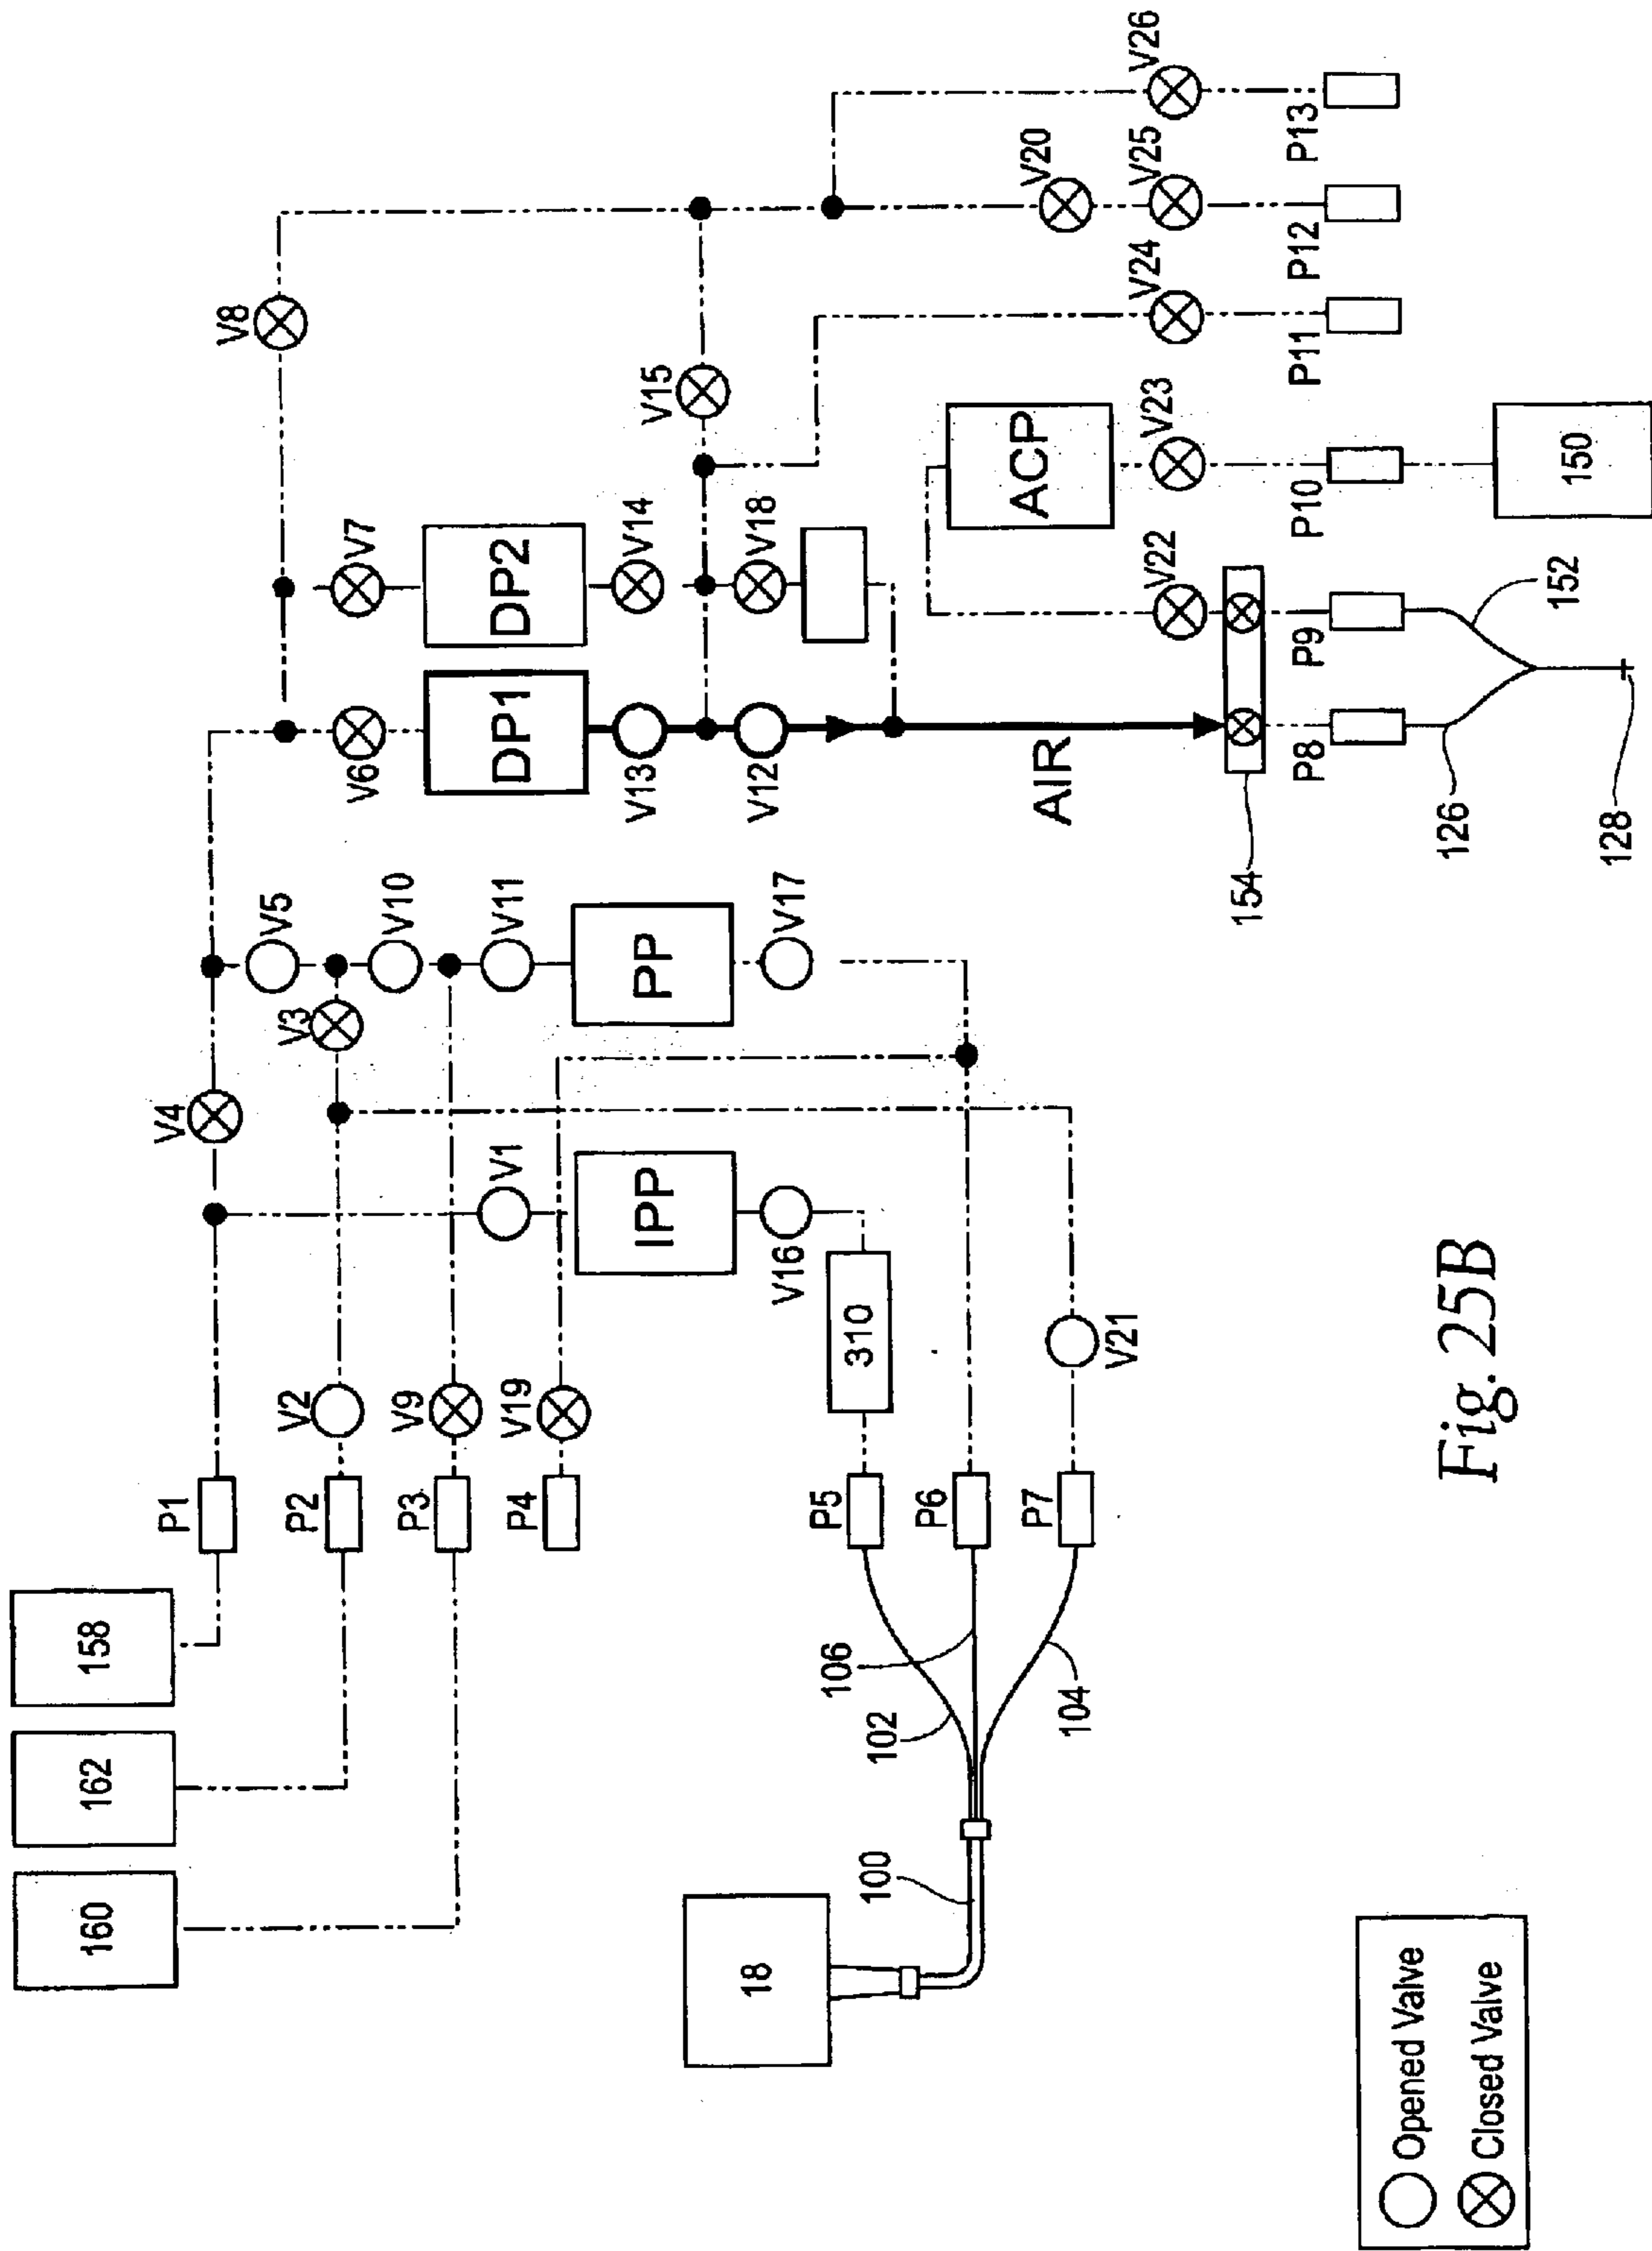 160
162
158
P1
P2
P3
P4
V2
V9
V19
V4
V3
V5
V10
V11
V1
PP
V17
IPP
V16
310
V21
P5
P6
P7
102
106
104
100
18
V8
V6
V7
DP1
DP2
V13
V14
V15
V12
V18
AIR
ACP
V22
V23
V24
V20
V25
V26
154
P8
P9
P10
P11
P12
P13
126
152
128
150
Opened Valve
Closed Valve
Fig. 25B